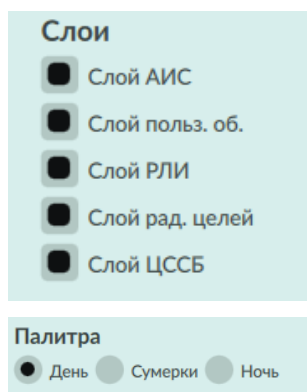 Слои
Слой АИС
Слой польз. об.
Слой РЛИ
Слой рад. целей
Слой ЦССБ
Палитра
День Сумерки Ночь